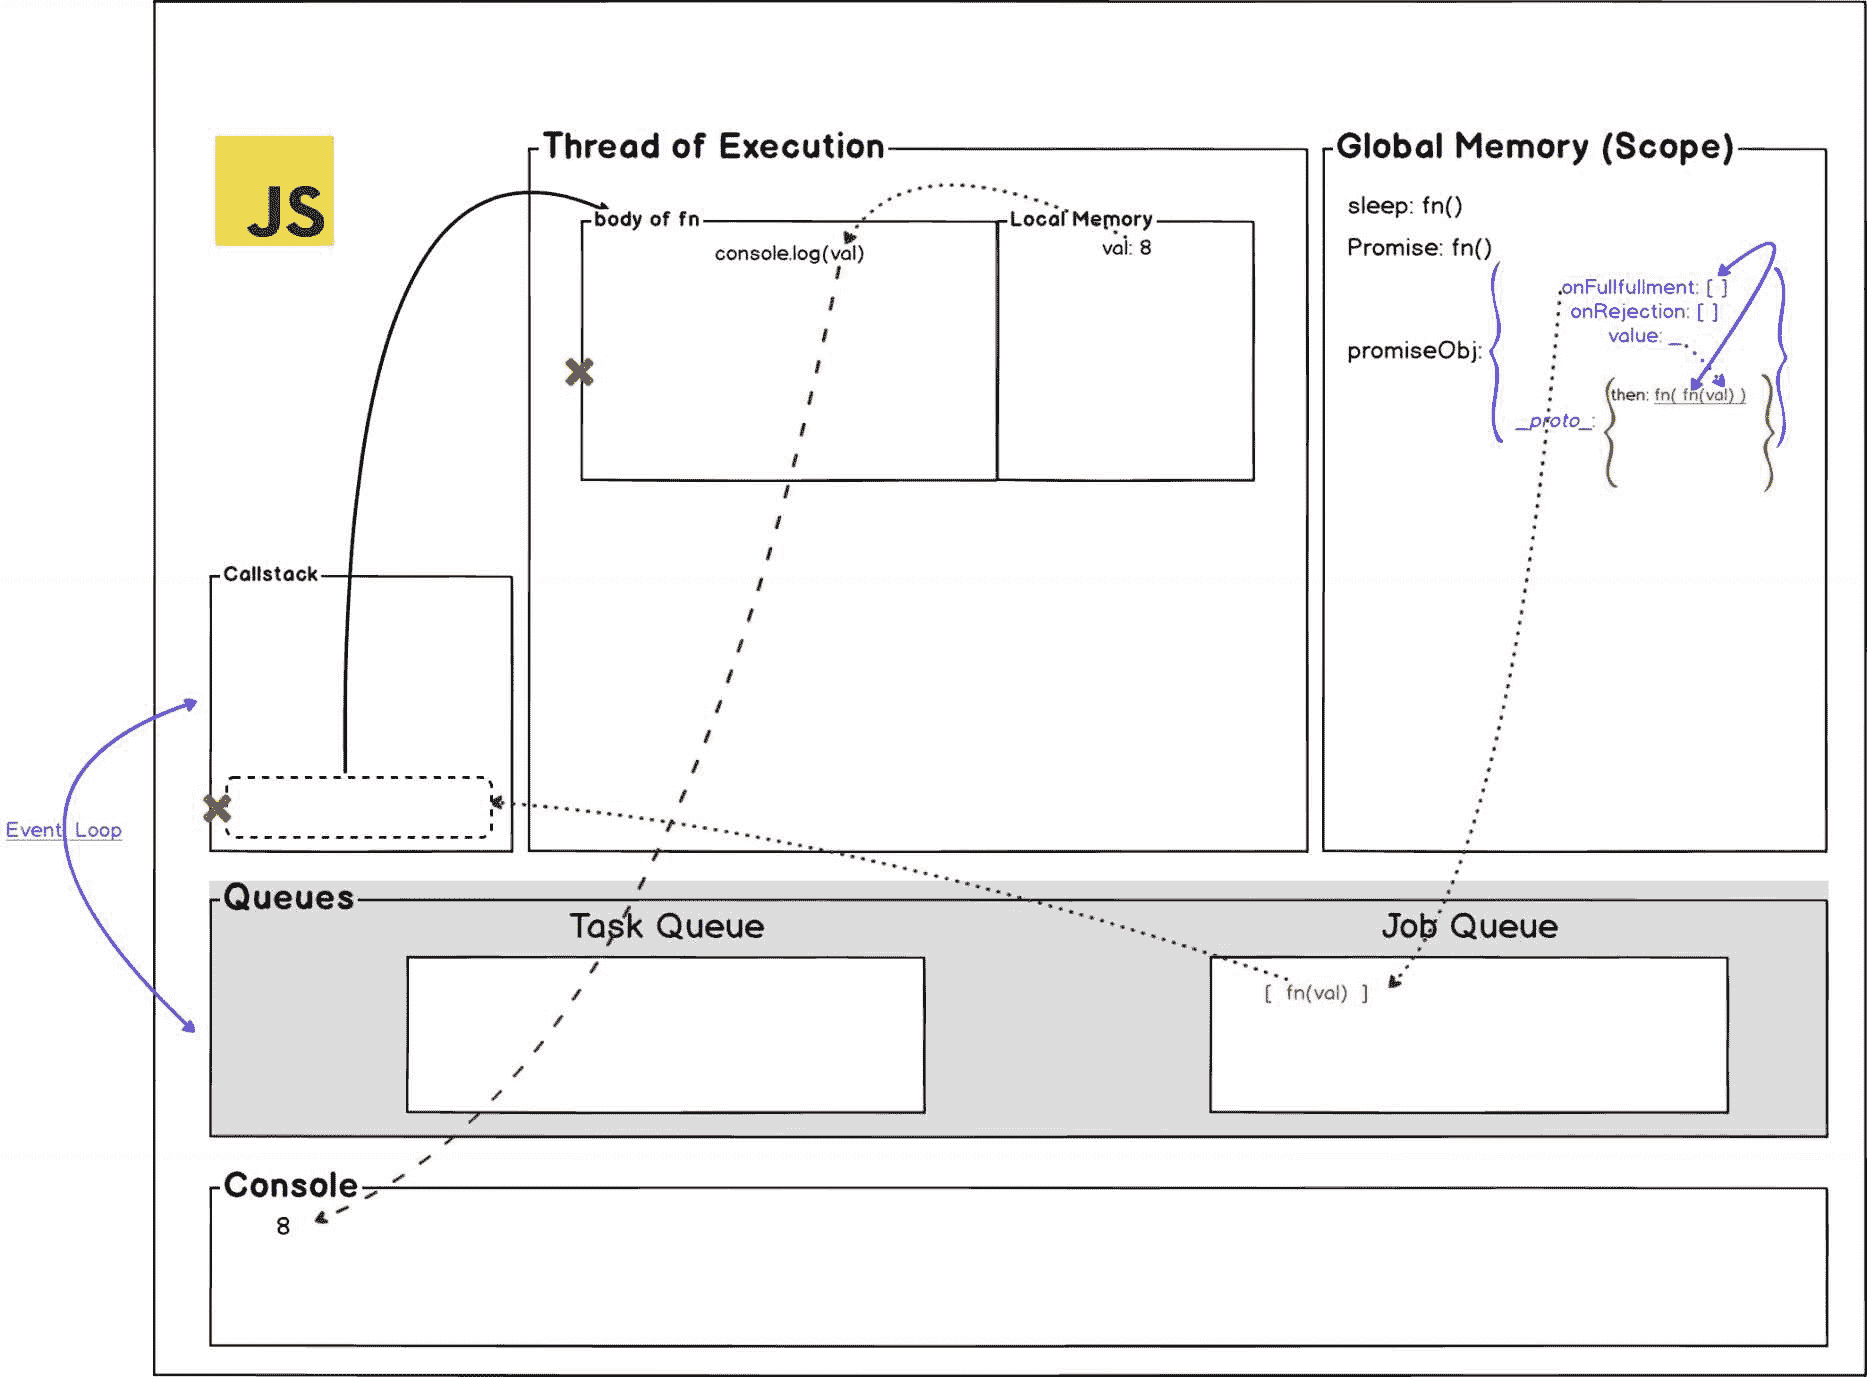 JS
Thread of Execution
body of fn
console.log(val)
Local Memory
val: 8
Global Memory (Scope)
sleep: fn()
Promise: fn()
promiseObj:
onFullfullment: [ ]
onRejection: [ ]
value: _
_proto_:
then: fn( fn(val) )
Callstack
Event Loop
Queues
Task Queue
Job Queue
[ fn(val) ]
Console
8